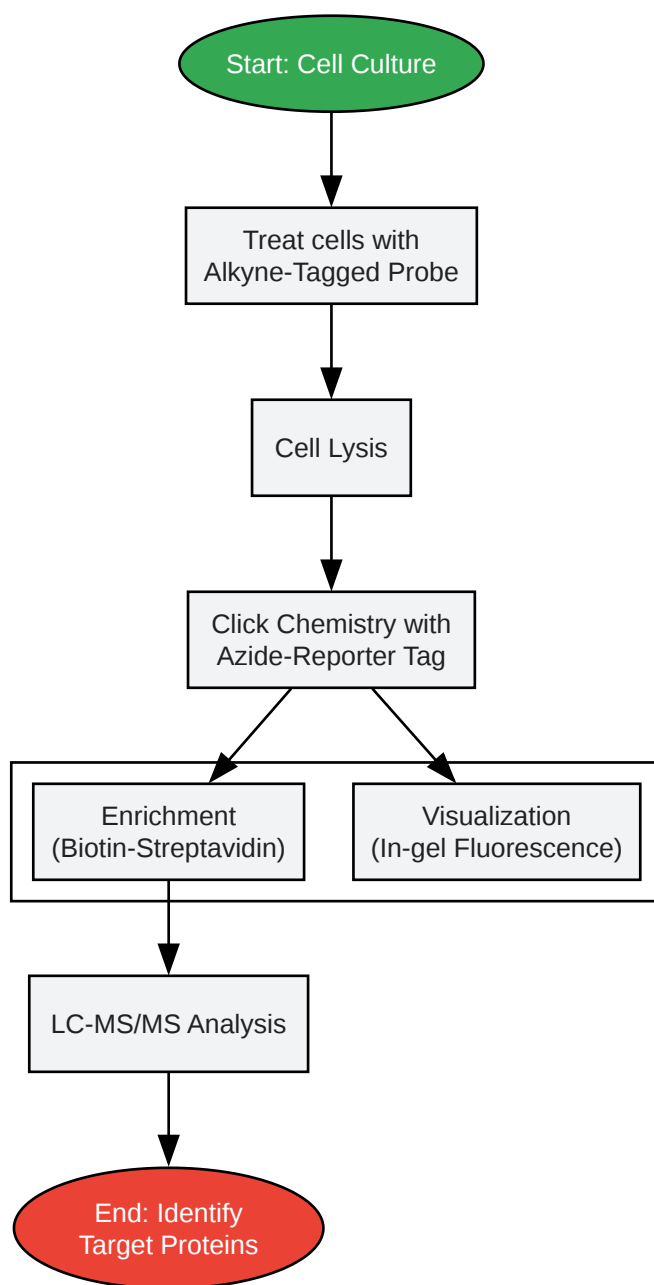 Start: Cell Culture
Treat cells with
Alkyne-Tagged Probe
Cell Lysis
Click Chemistry with
Azide-Reporter Tag
Enrichment
(Biotin-Streptavidin)
Visualization
(In-gel Fluorescence)
LC-MS/MS Analysis
End: Identify
Target Proteins